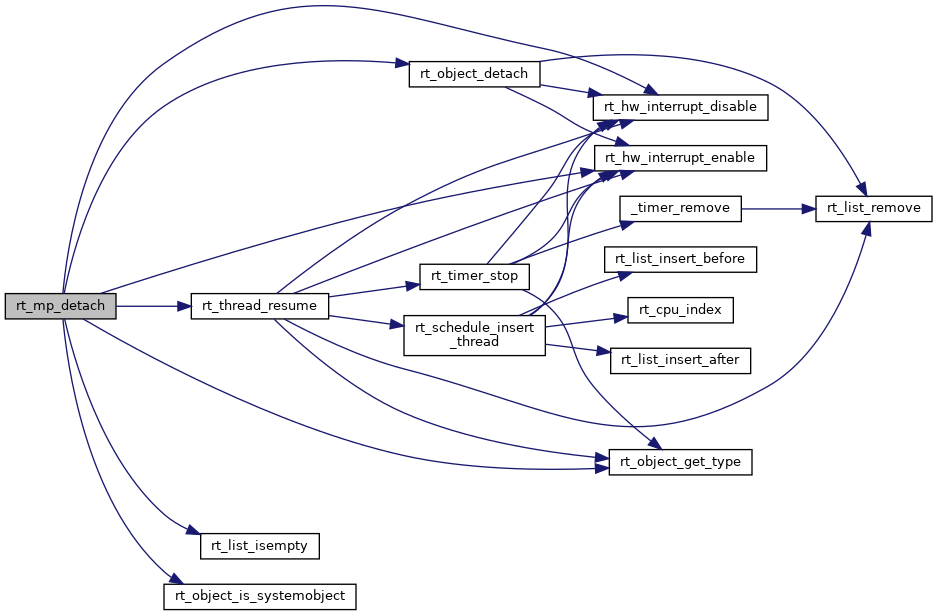 rt_object_detach
rt_hw_interrupt_disable
rt_hw_interrupt_enable
_timer_remove
rt_list_remove
rt_timer_stop
rt_list_insert_before
rt_mp_detach
rt_thread_resume
rt_cpu_index
rt_schedule_insert
_thread
rt_list_insert_after
rt_object_get_type
rt_list_isempty
rt_object_is_systemobject